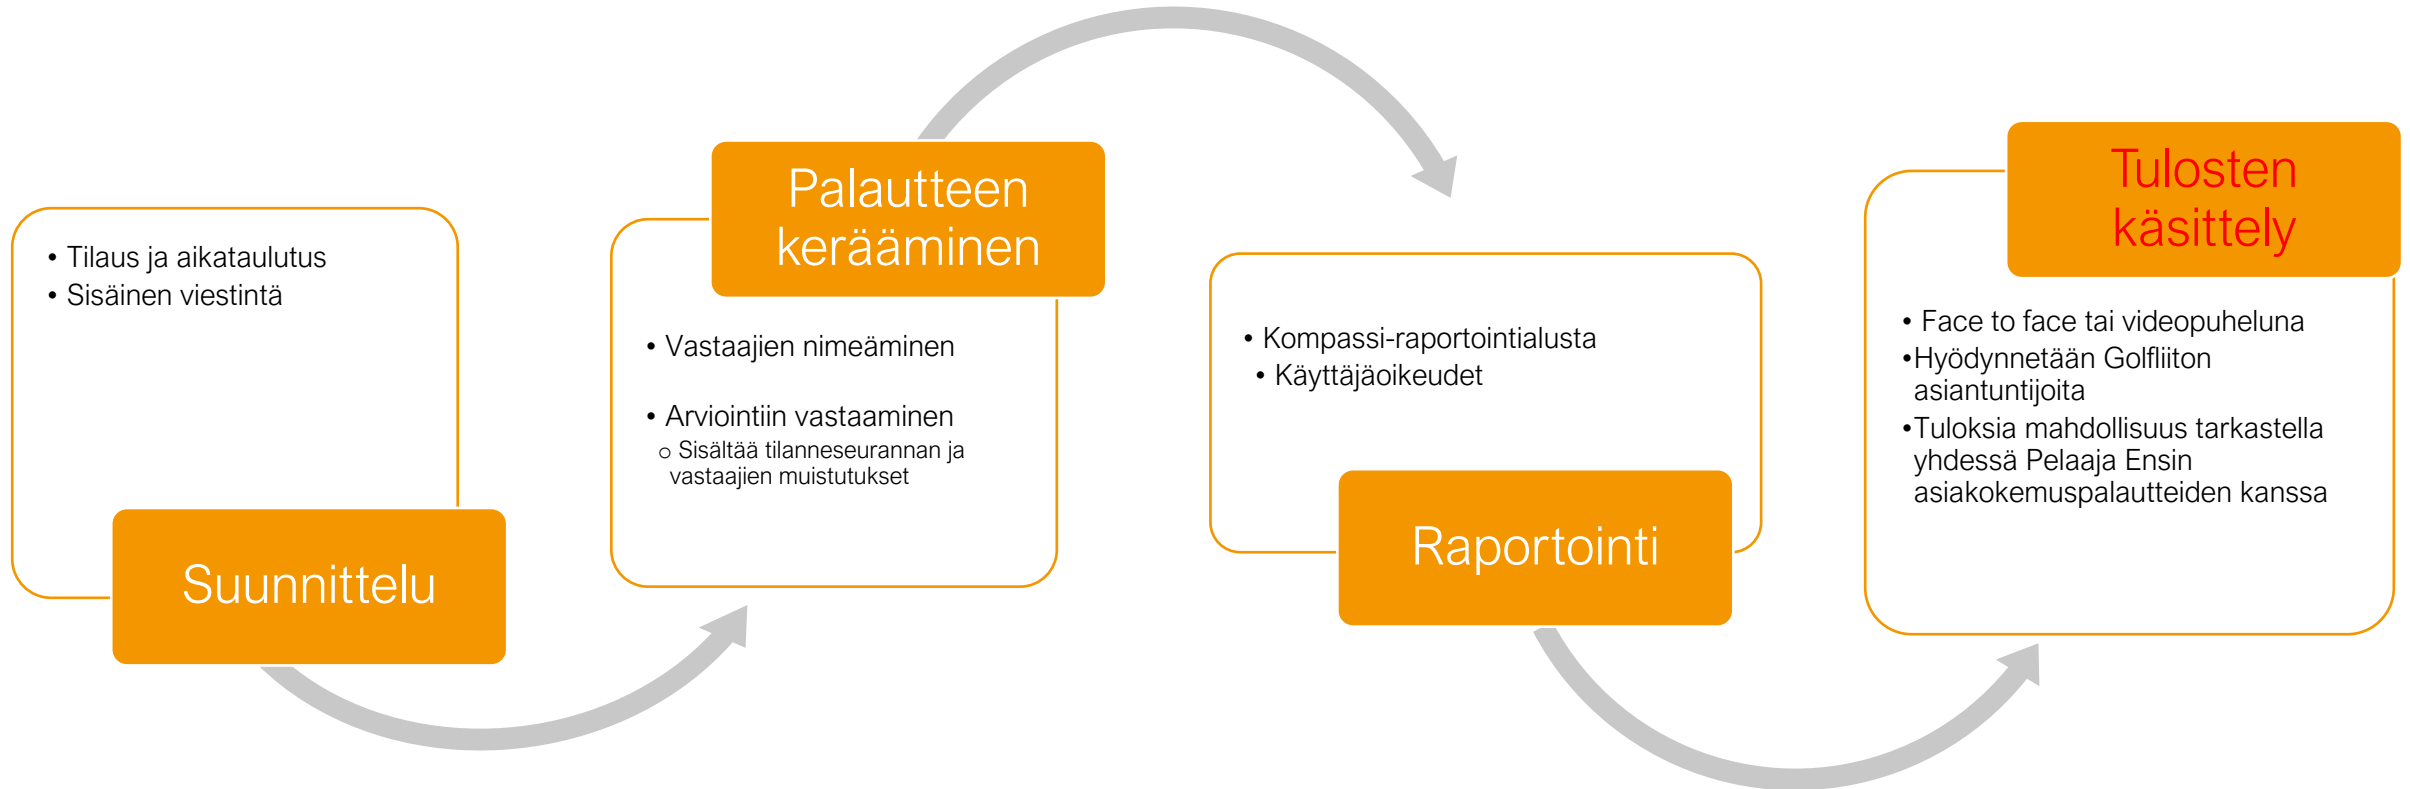 • Tilaus ja aikataulutus
• Sisäinen viestintä
Suunnittelu
Palautteen
kerääminen
• Vastaajien nimeäminen
• Arviointiin vastaaminen
o Sisältää tilanneseurannan ja
vastaajien muistutukset
• Kompassi-raportointialusta
• Käyttäjäoikeudet
Raportointi
Tulosten
käsittely
• Face to face tai videopuheluna
•Hyödynnetään Golfliiton
asiantuntijoita
•Tuloksia mahdollisuus tarkastella
yhdessä Pelaaja Ensin
asiakokemuspalautteiden kanssa